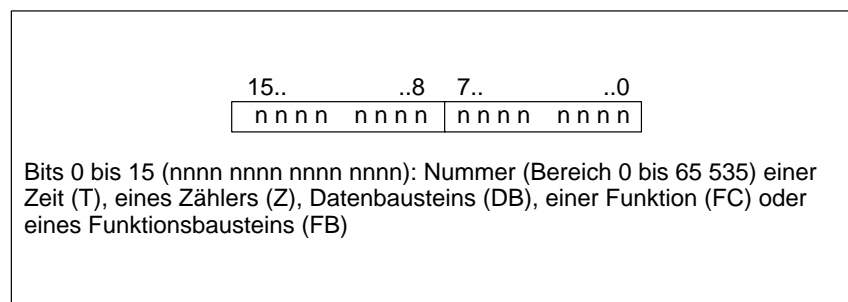 15.. ..8 7.. ..0
n n n n n n n n n n n n n n n n
Bits 0 bis 15 (nnnn nnnn nnnn nnnn): Nummer (Bereich 0 bis 65 535) einer
Zeit (T), eines Zählers (Z), Datenbausteins (DB), einer Funktion (FC) oder
eines Funktionsbausteins (FB)